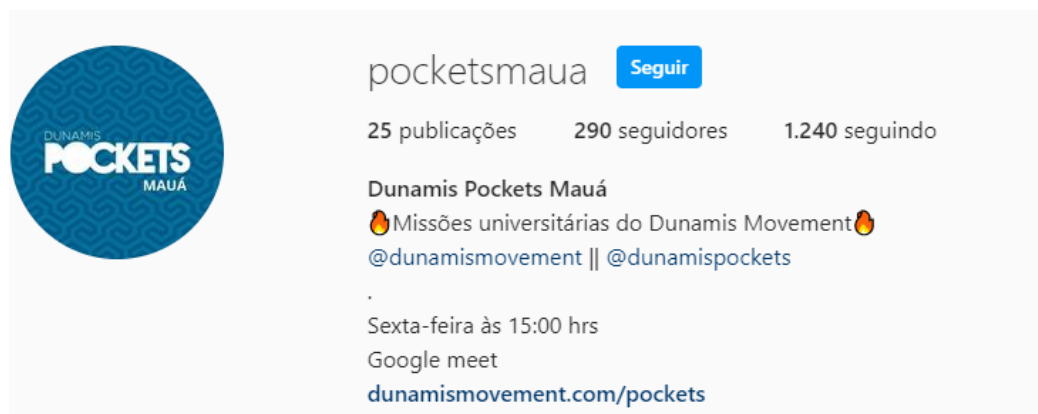 DUNAMIS
POCKETS
MAUÁ
pocketsmaua Seguir
25 publicações 290 seguidores 1.240 seguindo
Dunamis Pockets Mauá
🔥Missões universitárias do Dunamis Movement🔥
@dunamismovement || @dunamispockets
.
Sexta-feira às 15:00 hrs
Google meet
dunamismovement.com/pockets